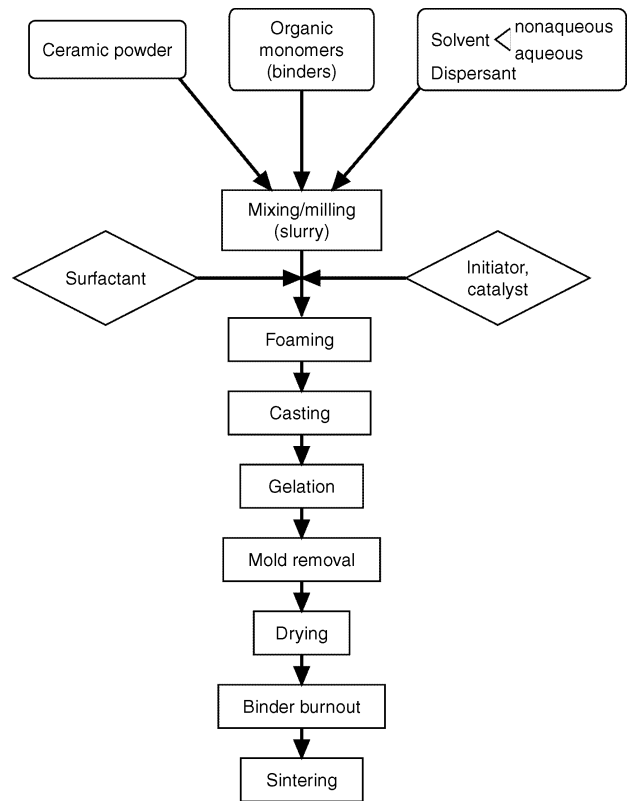 Ceramic powder
Organic
monomers
(binders)
Solvent
nonaqueous
aqueous
Dispersant
Mixing/milling
(slurry)
Surfactant
Initiator,
catalyst
Foaming
Casting
Gelation
Mold removal
Drying
Binder burnout
Sintering